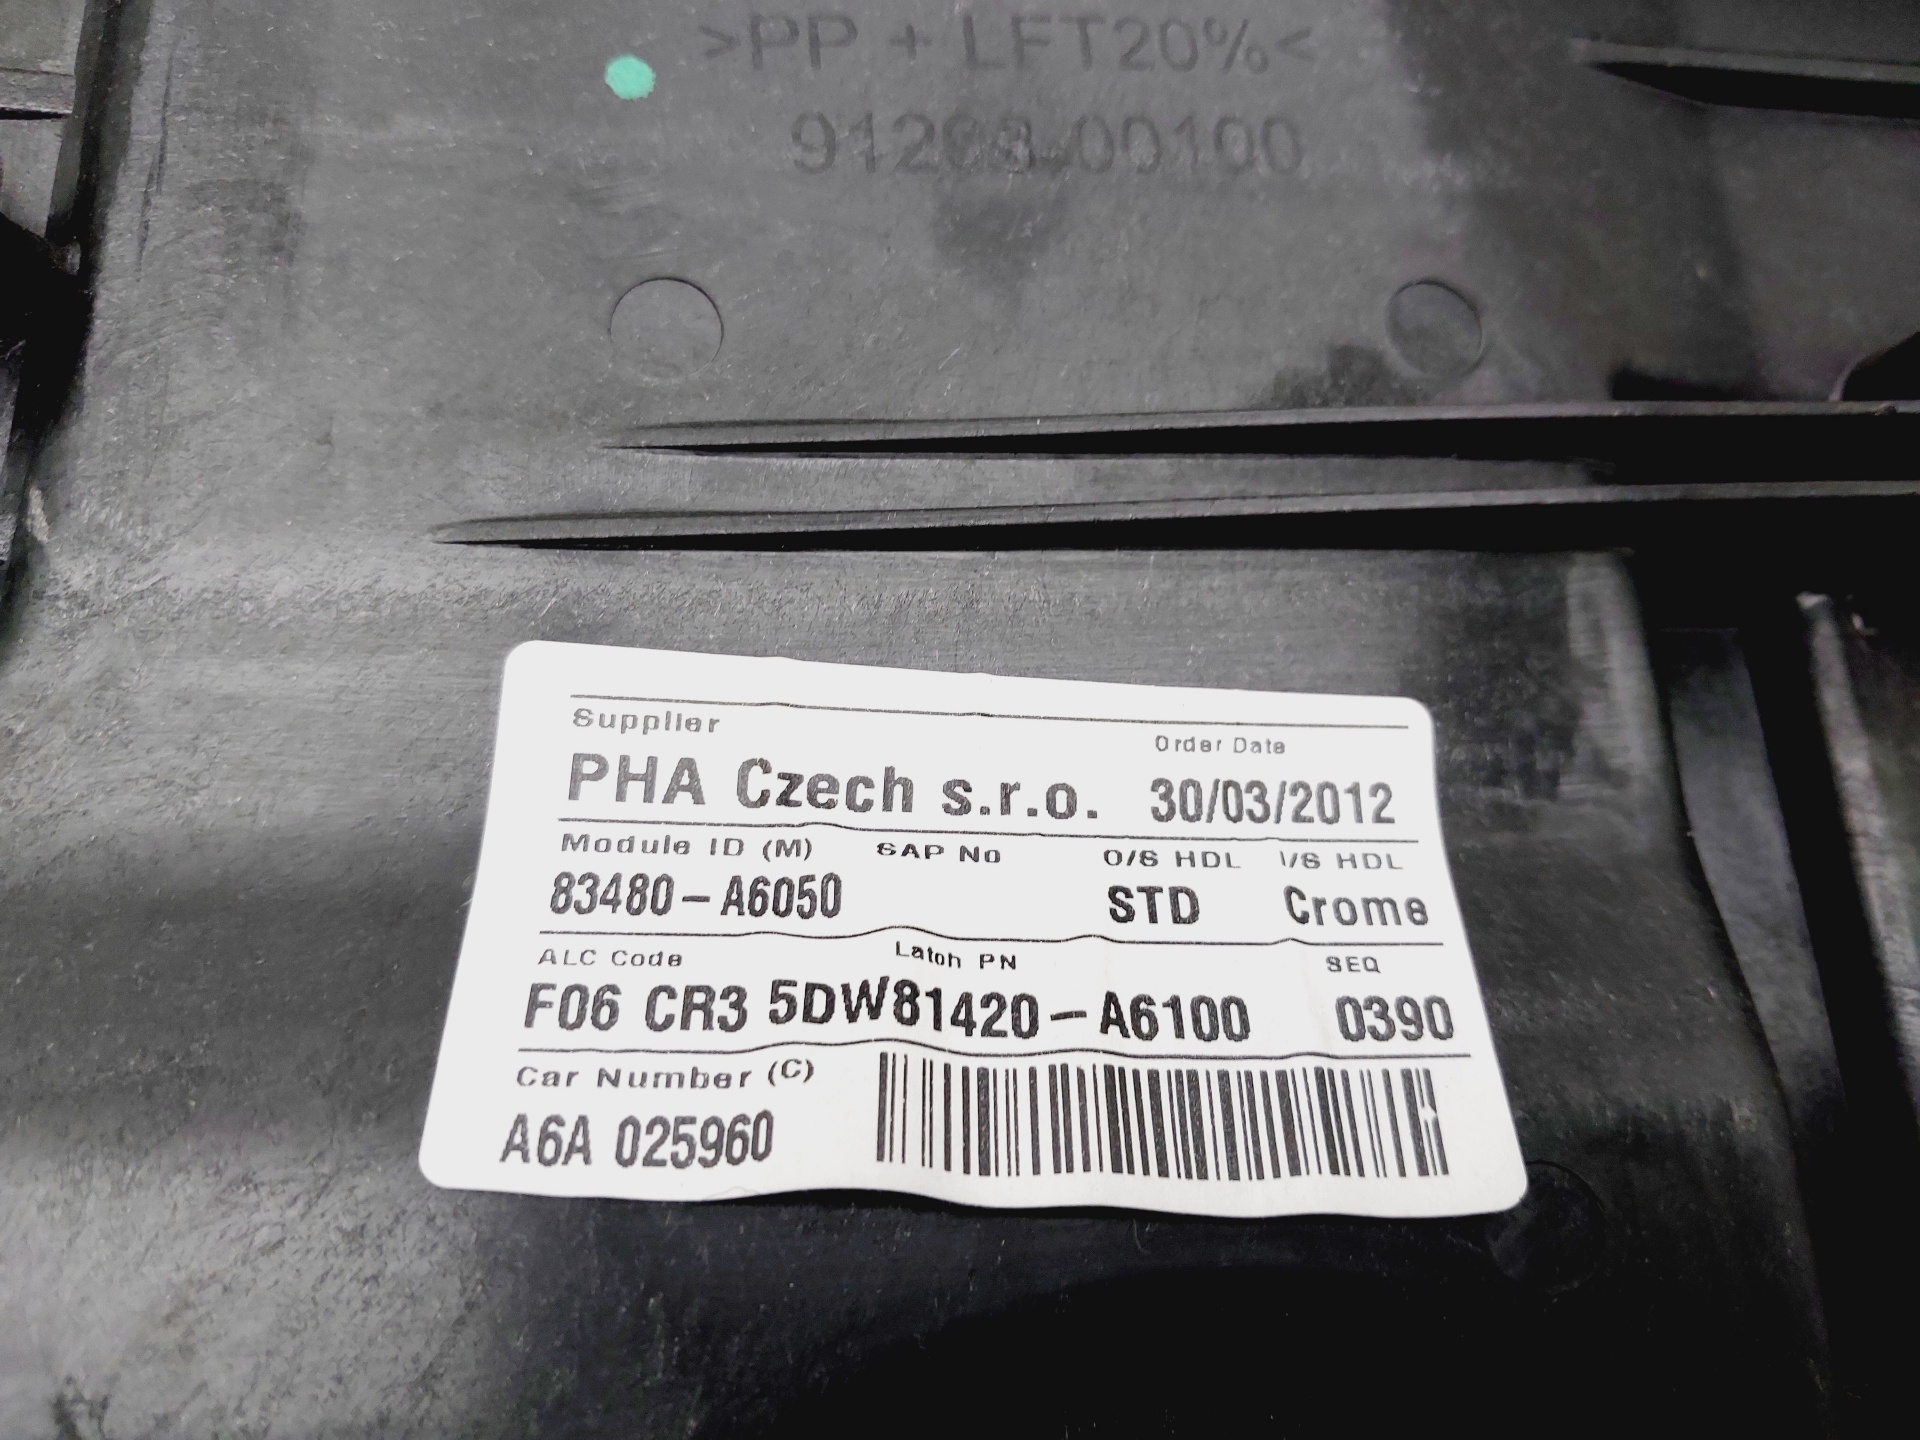 >PP + LFT20%<
Supplier Order Date
PHA Czech s.r.o. 30/03/2012
Module ID (M) SAP No O/S HDL I/S HDL
83480-A6050 STD Crome
ALC Code Latch PN SEQ
F06 CR3 5DW81420-A6100 0390
Car Number (C)
A6A 025960